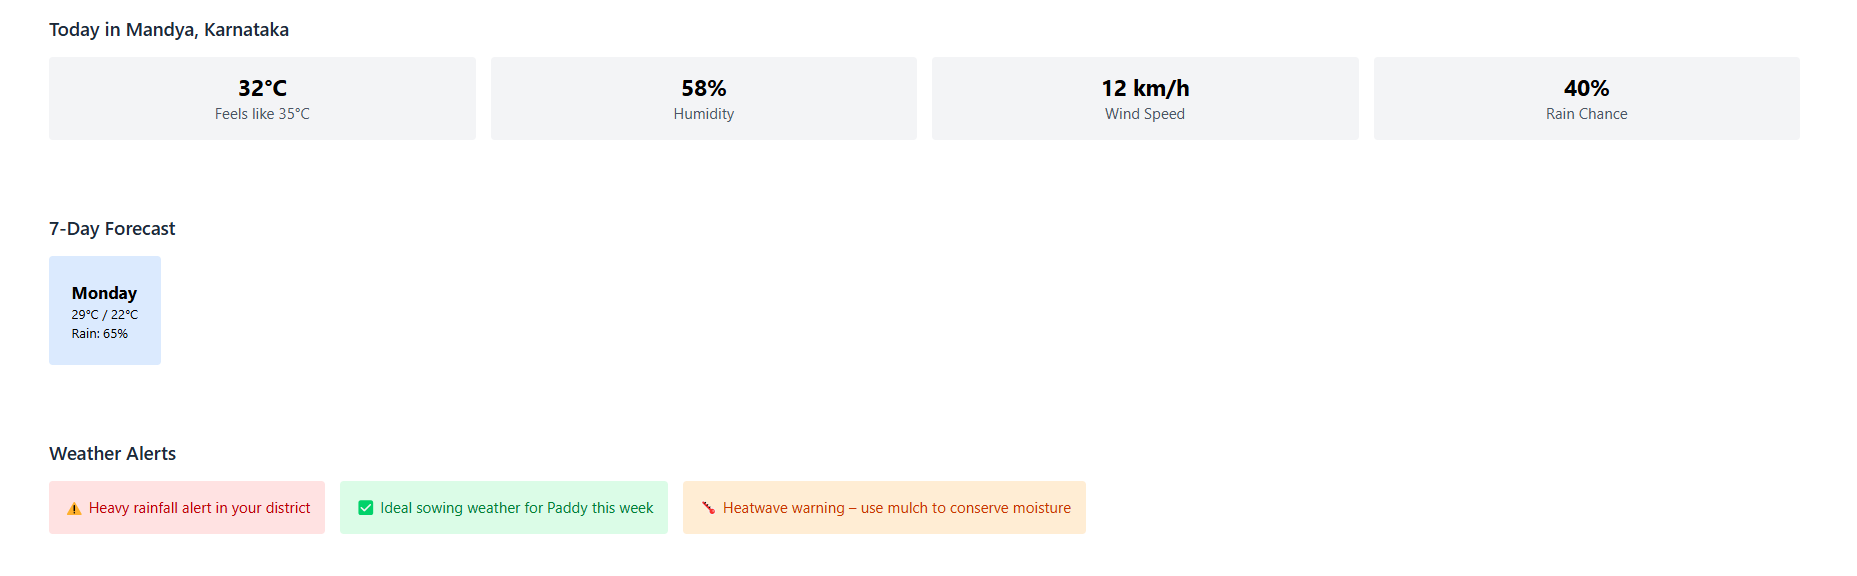 Today in Mandya, Karnataka
32°C
Feels like 35°C
58%
Humidity
12 km/h
Wind Speed
40%
Rain Chance
7-Day Forecast
Monday
29°C / 22°C
Rain: 65%
Weather Alerts
⚠️ Heavy rainfall alert in your district
✅ Ideal sowing weather for Paddy this week
Heatwave warning – use mulch to conserve moisture